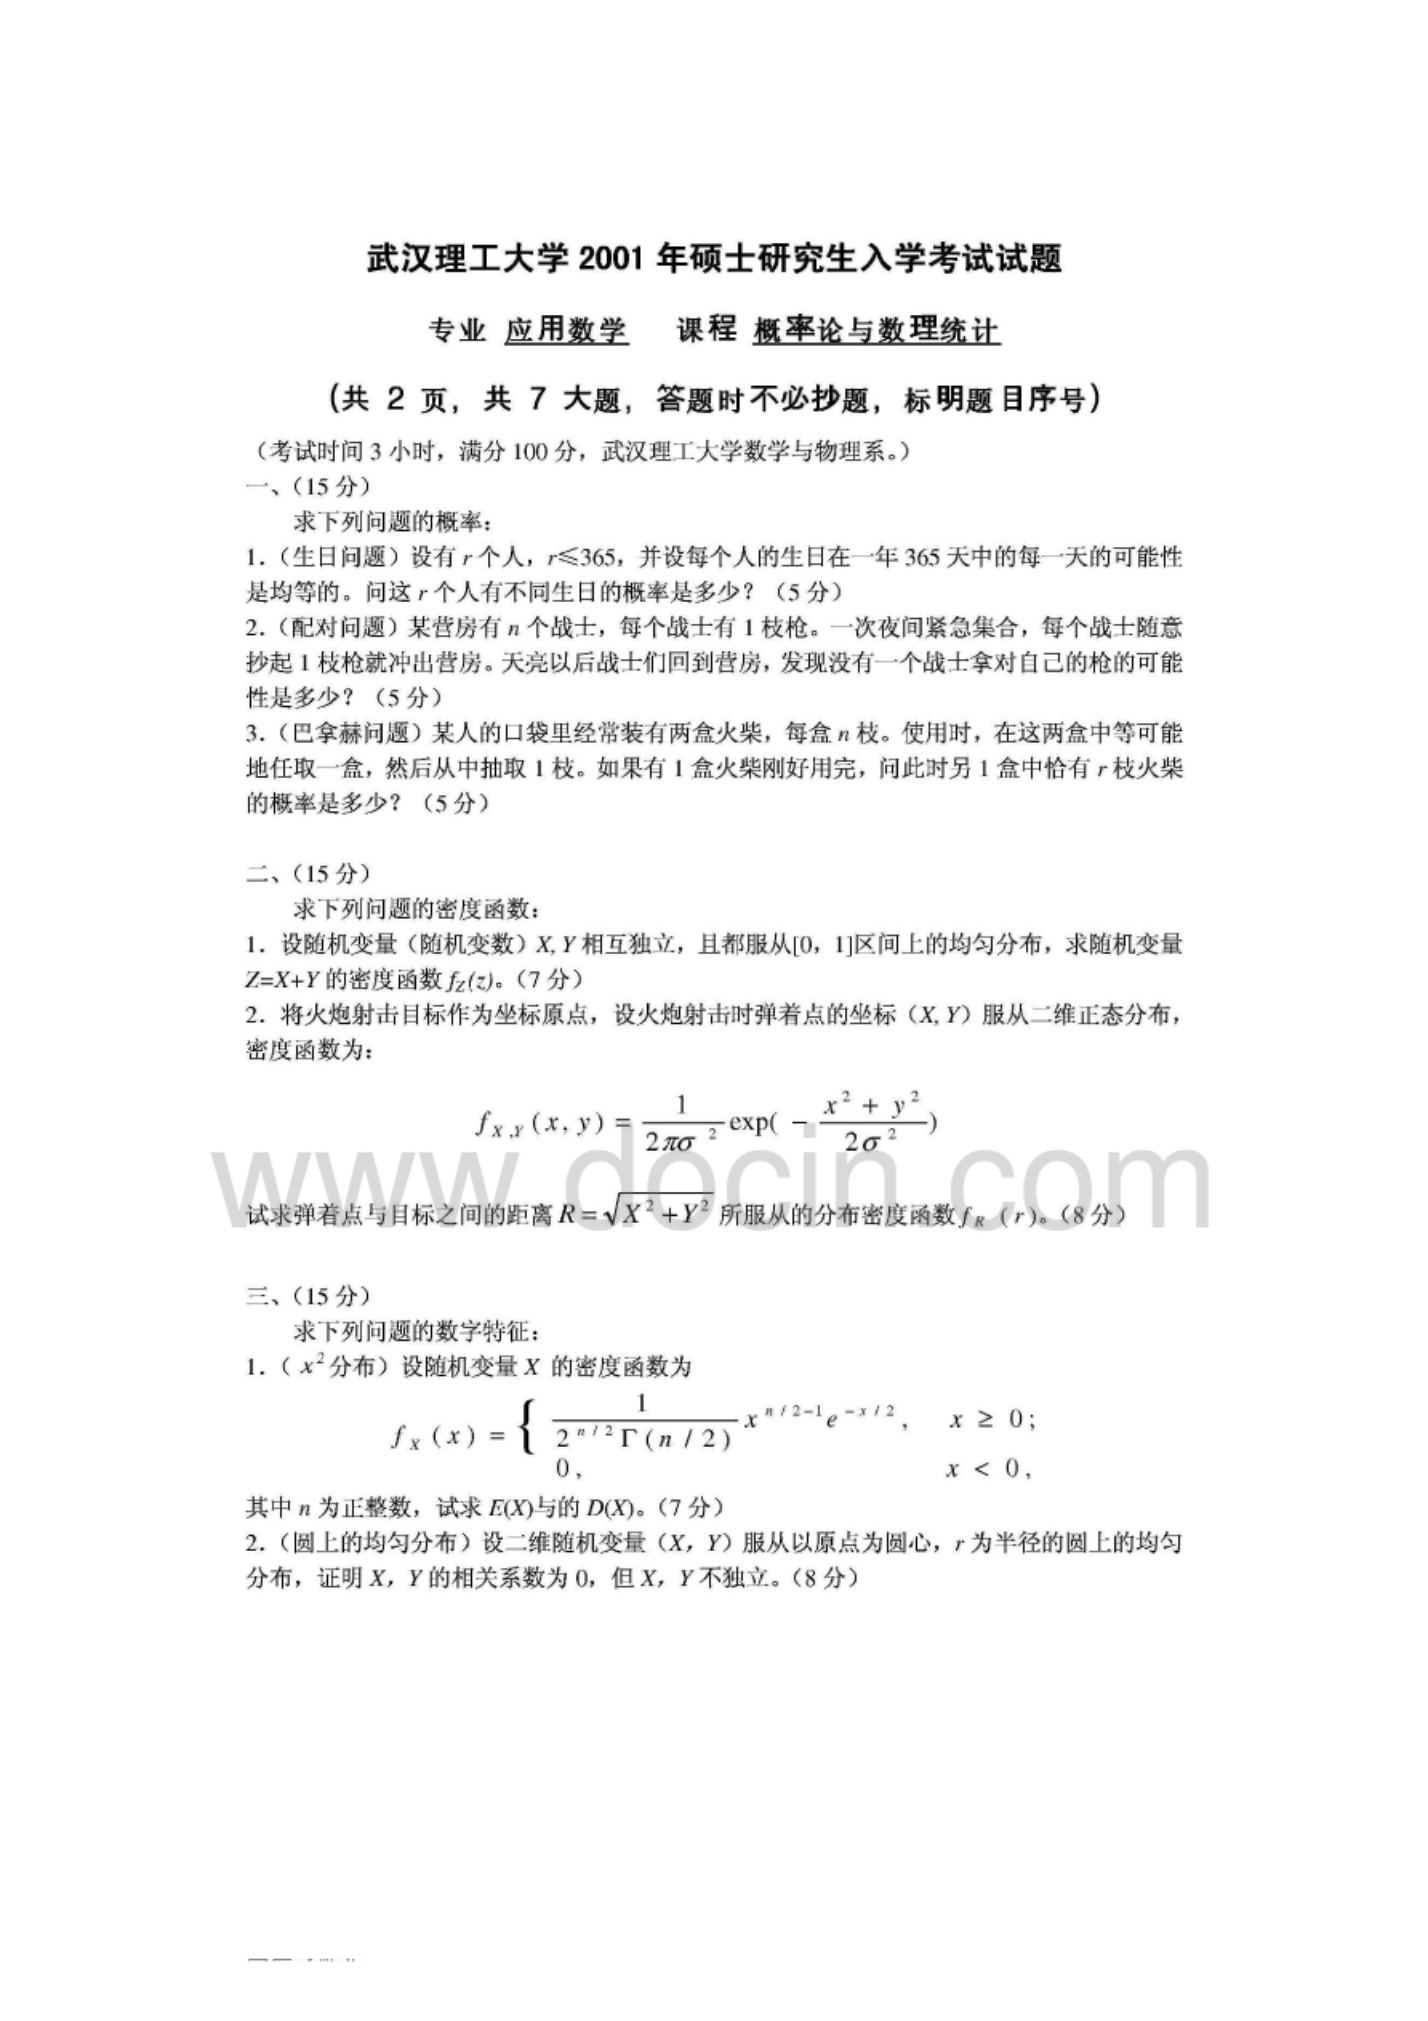 武汉理工大学 2001 年硕士研究生入学考试试题
专业 应用数学 课程 概率论与数理统计
（共 2 页，共 7 大题，答题时不必抄题，标明题目序号）
（考试时间 3 小时，满分 100 分，武汉理工大学数学与物理系。）
一、（15 分）
求下列问题的概率：
1．（生日问题）设有 r 个人，r≤365，并设每个人的生日在一年 365 天中的每一天的可能性
是均等的。问这 r 个人有不同生日的概率是多少？（5 分）
2．（配对问题）某营房有 n 个战士，每个战士有 1 枝枪。一次夜间紧急集合，每个战士随意
抄起 1 枝枪就冲出营房。天亮以后战士们回到营房，发现没有一个战士拿对自己的枪的可能
性是多少？（5 分）
3．（巴拿赫问题）某人的口袋里经常装有两盒火柴，每盒 n 枝。使用时，在这两盒中等可能
地任取一盒，然后从中抽取 1 枝。如果有 1 盒火柴刚好用完，问此时另 1 盒中恰有 r 枝火柴
的概率是多少？（5 分）
二、（15 分）
求下列问题的密度函数：
1．设随机变量（随机变数）X, Y 相互独立，且都服从[0，1]区间上的均匀分布，求随机变量
Z=X+Y 的密度函数 f_Z(z)。（7 分）
2．将火炮射击目标作为坐标原点，设火炮射击时弹着点的坐标（X, Y）服从二维正态分布，
密度函数为：
f_{X,Y}(x, y) = \frac{1}{2πσ^2} exp( − \frac{x^2 + y^2}{2σ^2} )
www.docin.com
试求弹着点与目标之间的距离 R = √(X^2 + Y^2) 所服从的分布密度函数 f_R (r)。（8 分）
三、（15 分）
求下列问题的数字特征：
1．（x^2 分布）设随机变量 X 的密度函数为
f_X(x) = { \frac{1}{2^{n/2}Γ(n/2)} x^{n/2−1}e^{−x/2}, x ≥ 0;
0, x < 0,
其中 n 为正整数，试求 E(X)与的 D(X)。（7 分）
2．（圆上的均匀分布）设二维随机变量（X，Y）服从以原点为圆心，r 为半径的圆上的均匀
分布，证明 X，Y 的相关系数为 0，但 X，Y 不独立。（8 分）